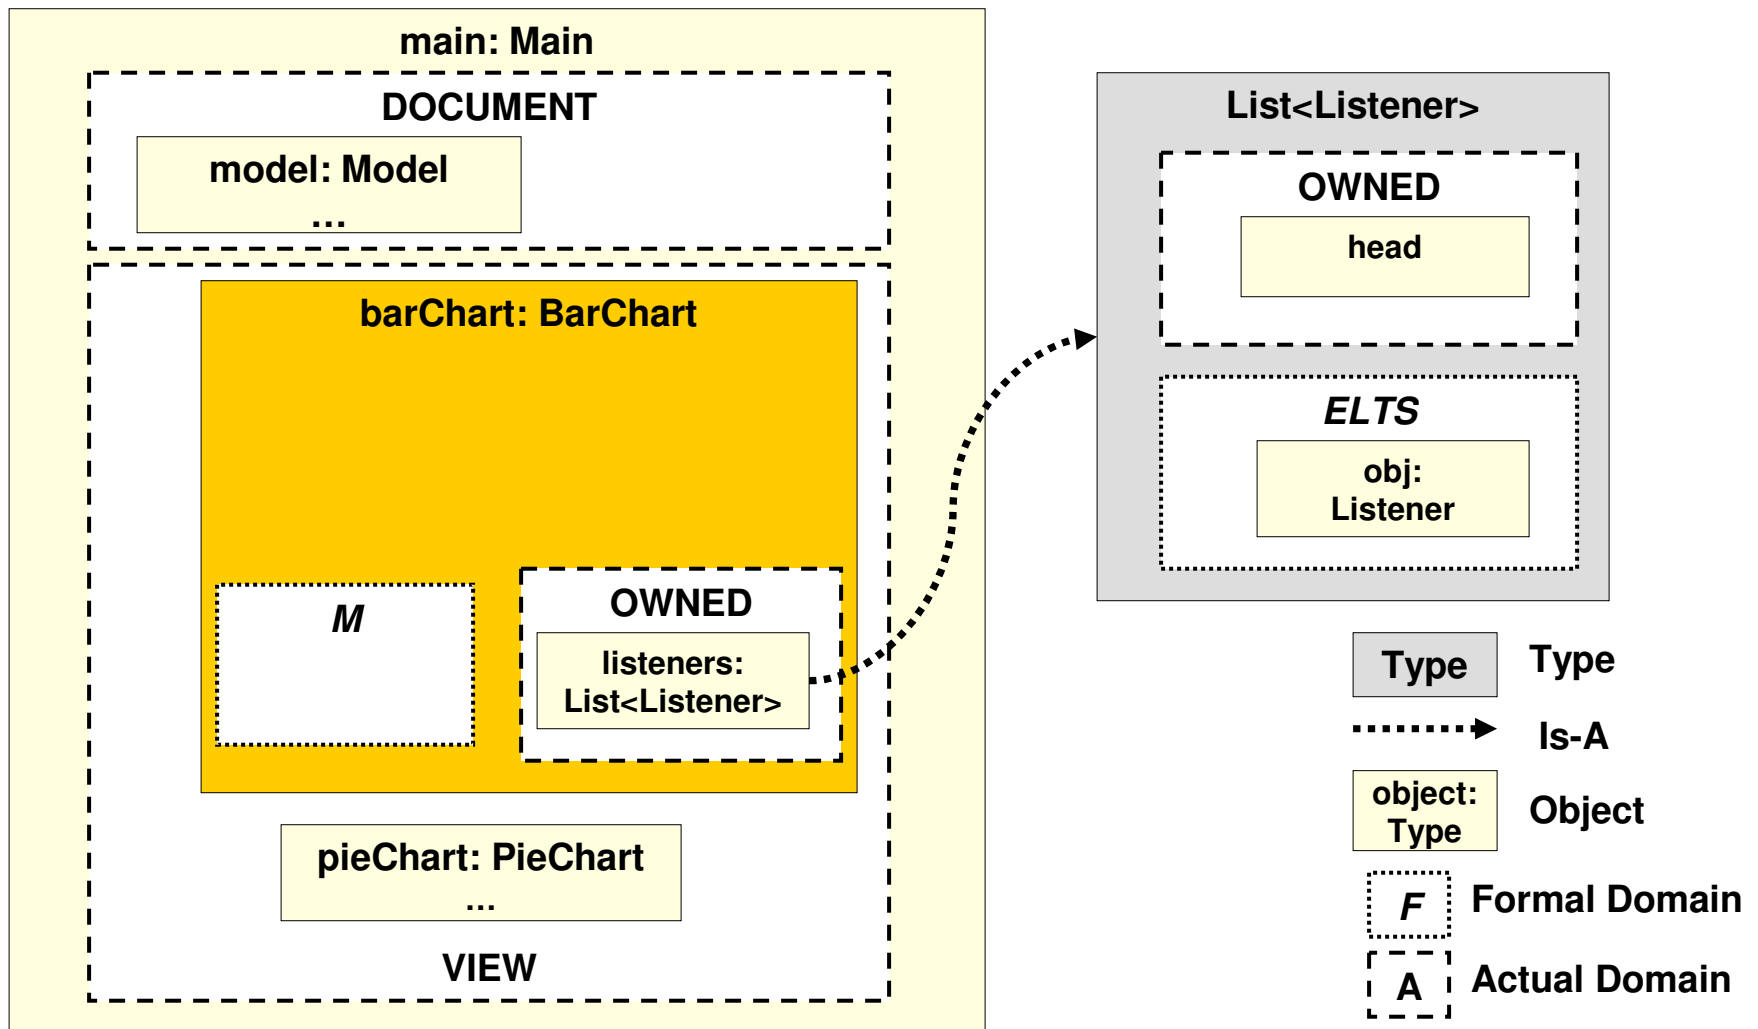 main: Main
DOCUMENT
model: Model
...
barChart: BarChart
M
OWNED
listeners:
List<Listener>
pieChart: PieChart
...
VIEW
List<Listener>
OWNED
head
ELTS
obj:
Listener
Type
Type
Is-A
object:
Type
Object
F
Formal Domain
A
Actual Domain